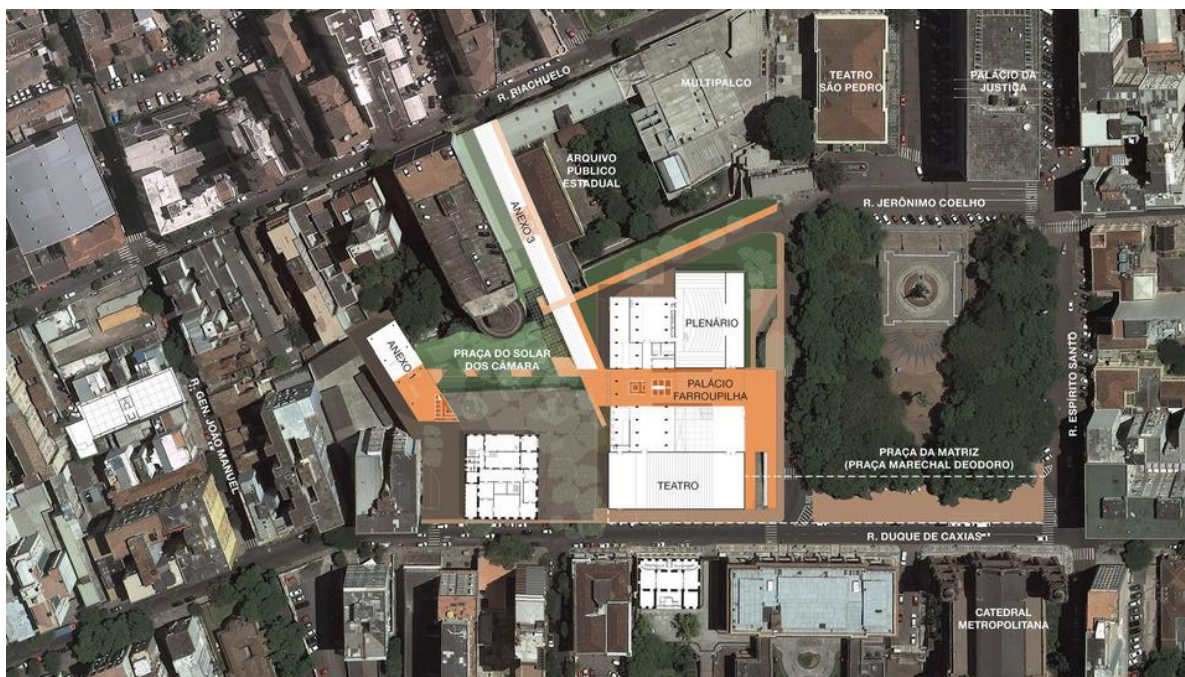 R. RIACHUELO
MULTIPALCO
TEATRO
SÃO PEDRO
PALÁCIO DA
JUSTIÇA
ARQUIVO
PÚBLICO
ESTADUAL
ANEXO 3
R. JERÔNIMO COELHO
PLENÁRIO
ANEXO 1
PRAÇA DO SOLAR
DOS CÂMARA
PALÁCIO
FARROUPILHA
R. GEN. JOÃO MANUEL
R. ESPÍRITO SANTO
PRAÇA DA MATRIZ
(PRAÇA MARECHAL DEODORO)
TEATRO
R. DUQUE DE CAXIAS
CATEDRAL
METROPOLITANA